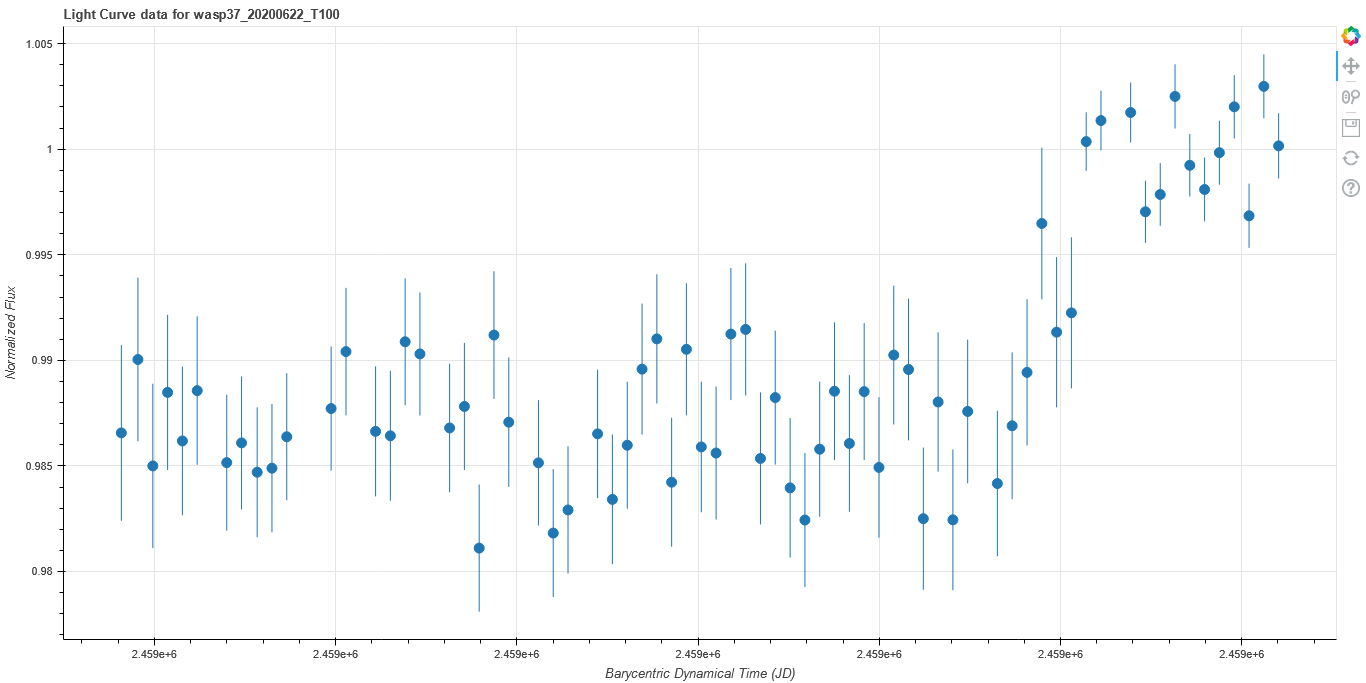 Light Curve data for wasp37_20200622_T100
1.005
1
0.995
0.99
0.985
0.98
Normalized Flux
2.459e+6 2.459e+6 2.459e+6 2.459e+6 2.459e+6 2.459e+6 2.459e+6
Barycentric Dynamical Time (JD)